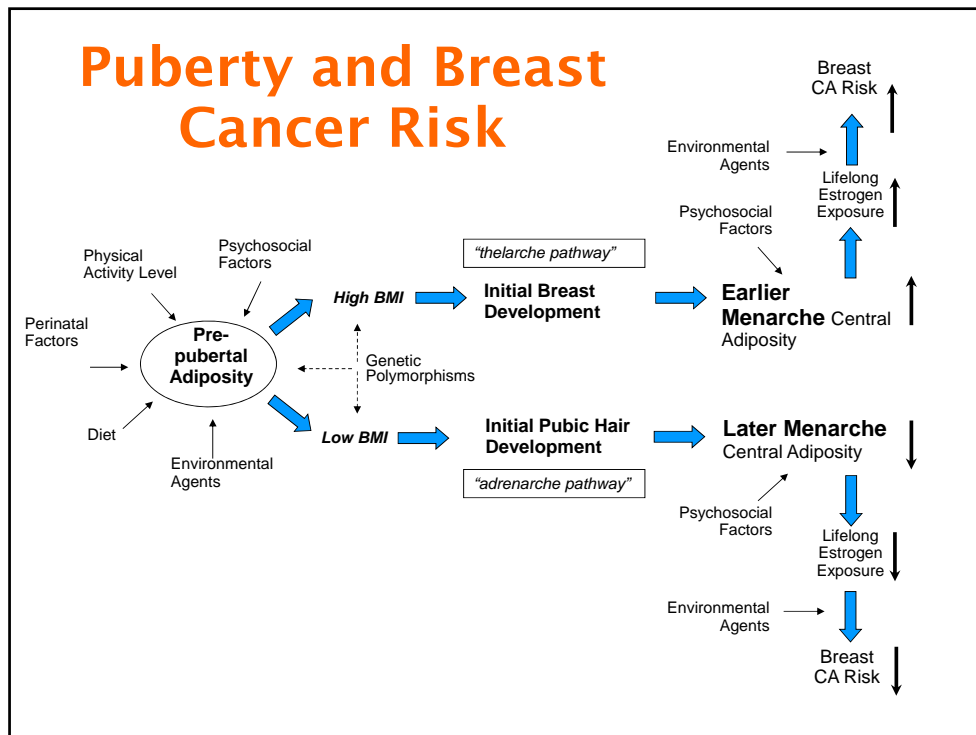 Puberty and Breast
Cancer Risk
Breast
CA Risk
Environmental
Agents
Lifelong
Estrogen
Exposure
Psychosocial
Factors
"thelarche pathway"
Physical
Activity Level
Psychosocial
Factors
High BMI
Initial Breast
Development
Earlier
Menarche Central
Adiposity
Perinatal
Factors
Pre-
pubertal
Adiposity
Genetic
Polymorphisms
Diet
Low BMI
Initial Pubic Hair
Development
Later Menarche
Central Adiposity
Environmental
Agents
"adrenarche pathway"
Psychosocial
Factors
Lifelong
Estrogen
Exposure
Environmental
Agents
Breast
CA Risk